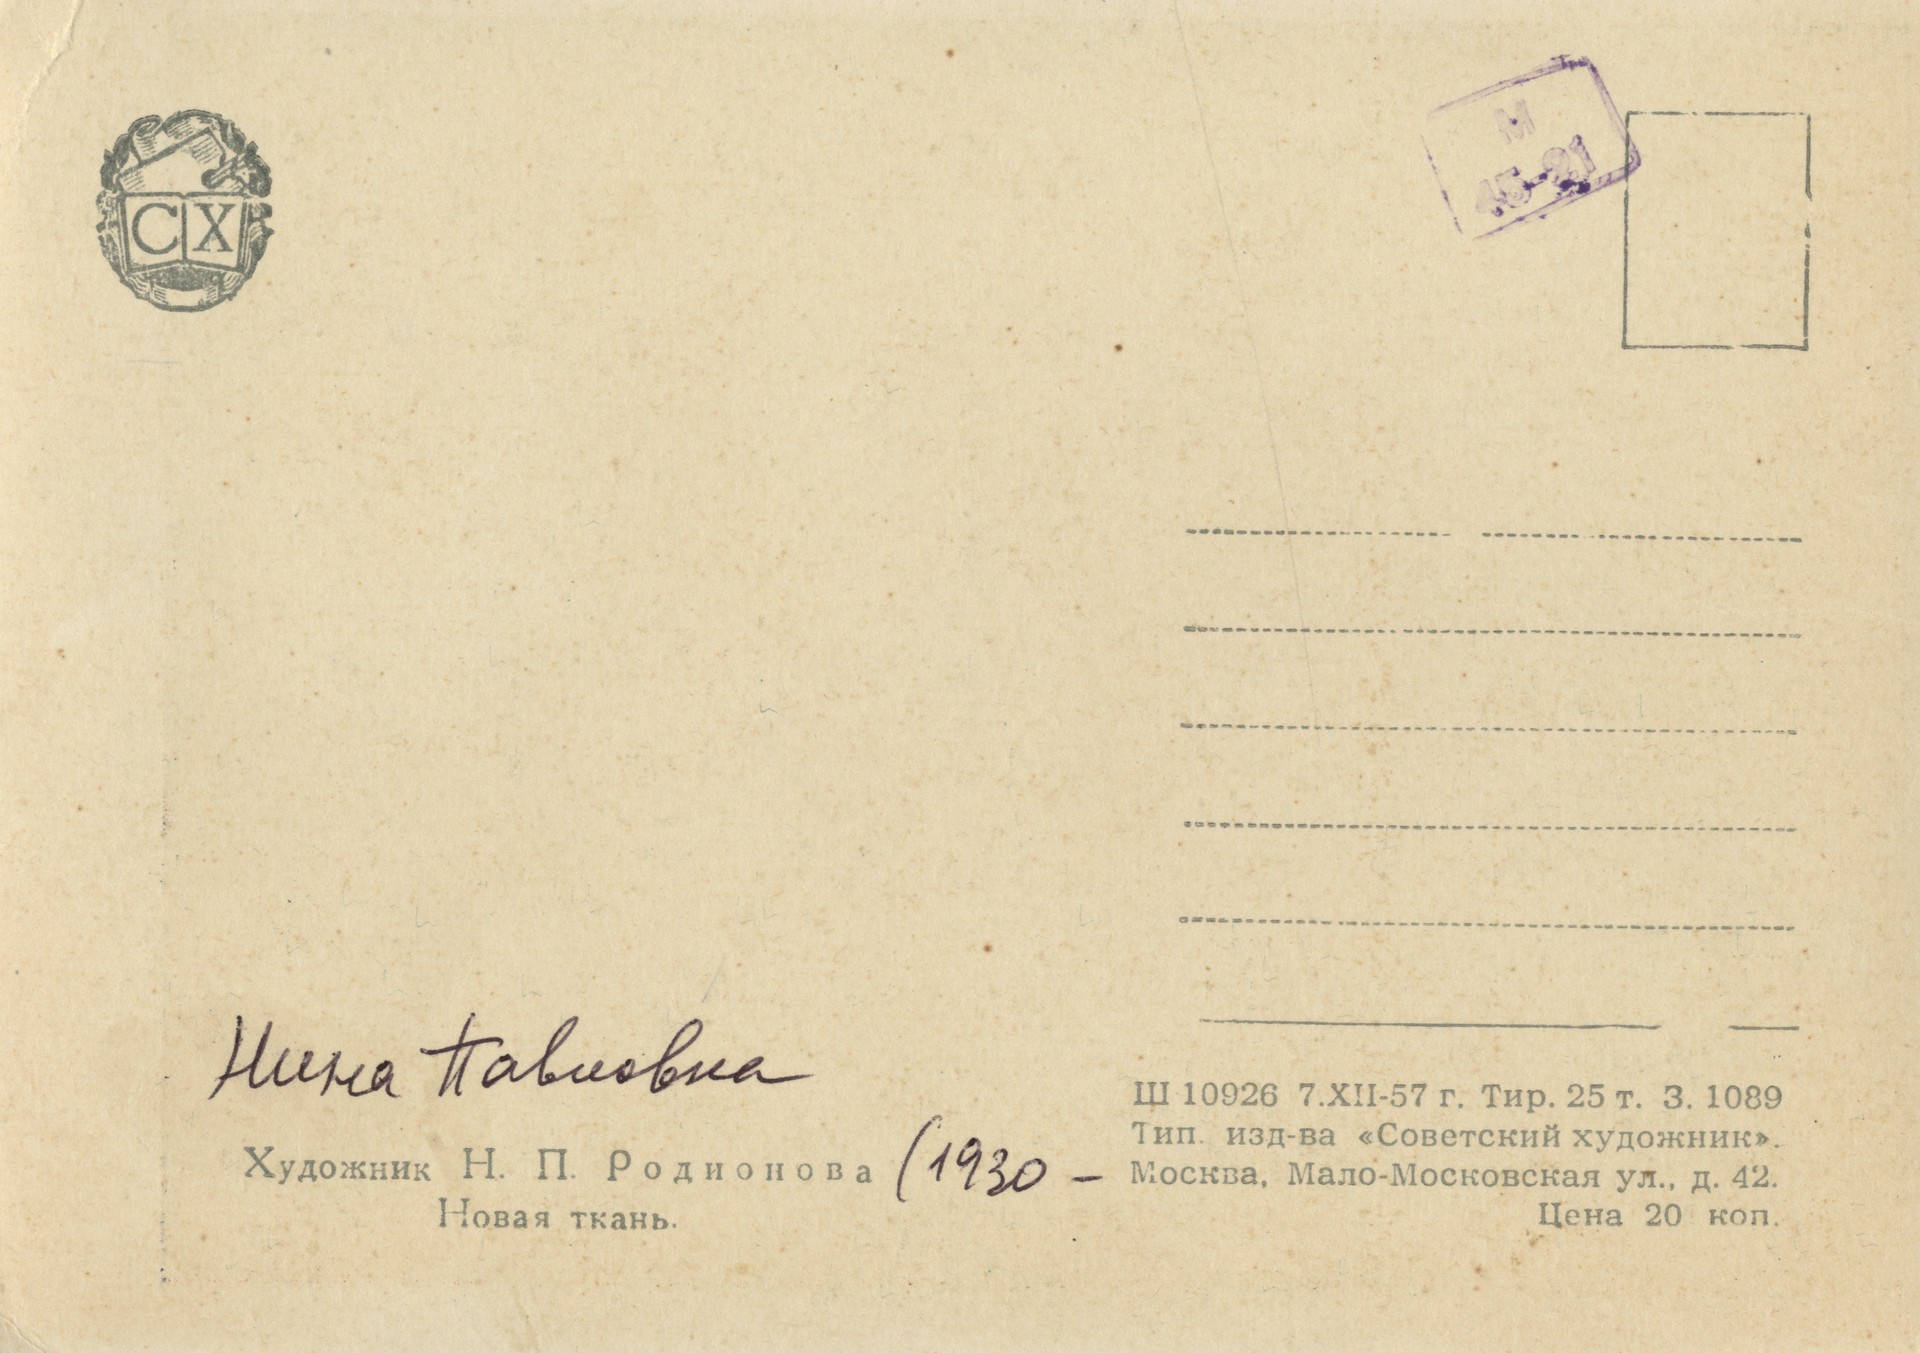 СХ
М
45-21
Нина Павловна
Художник Н. П. Родионова (1930 –
Новая ткань.
Ш 10926 7.XII-57 г. Тир. 25 т. З. 1089
Тип. изд-ва «Советский художник».
Москва, Мало-Московская ул., д. 42.
Цена 20 коп.